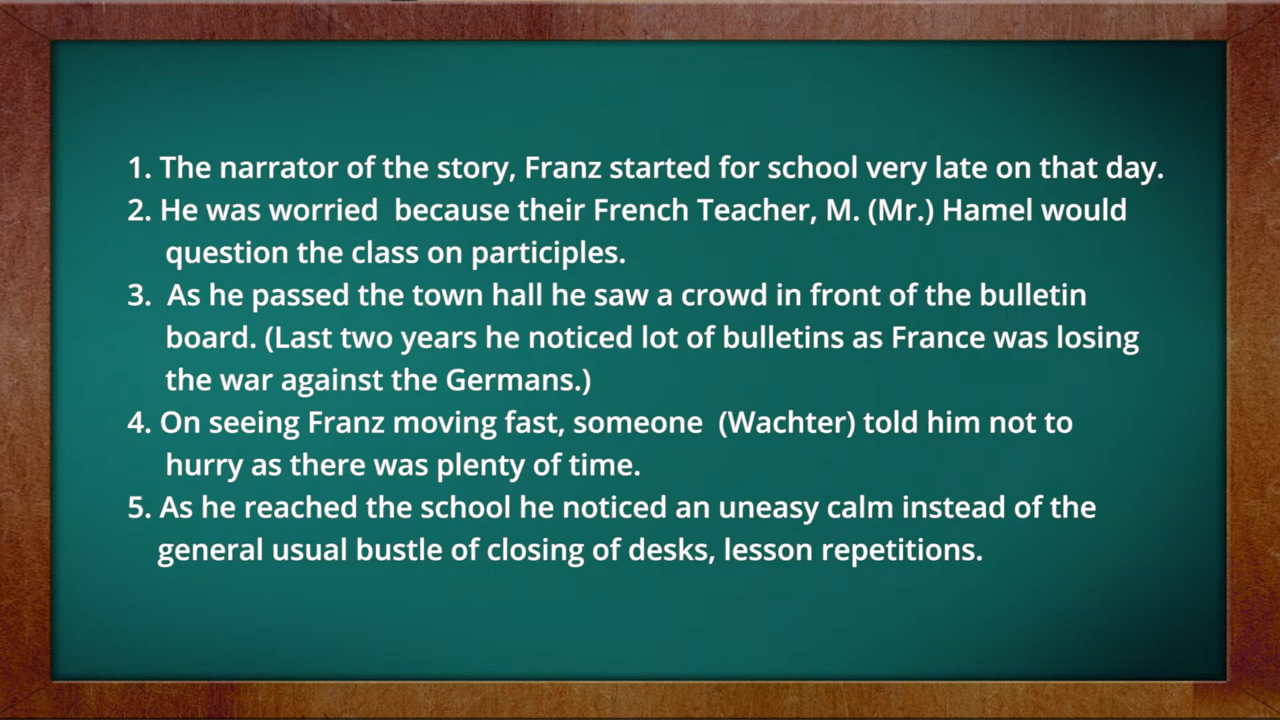 1. The narrator of the story, Franz started for school very late on that day.
2. He was worried  because their French Teacher, M. (Mr.) Hamel would
question the class on participles.
3.  As he passed the town hall he saw a crowd in front of the bulletin
board. (Last two years he noticed lot of bulletins as France was losing
the war against the Germans.)
4. On seeing Franz moving fast, someone  (Wachter) told him not to
hurry as there was plenty of time.
5. As he reached the school he noticed an uneasy calm instead of the
general usual bustle of closing of desks, lesson repetitions.